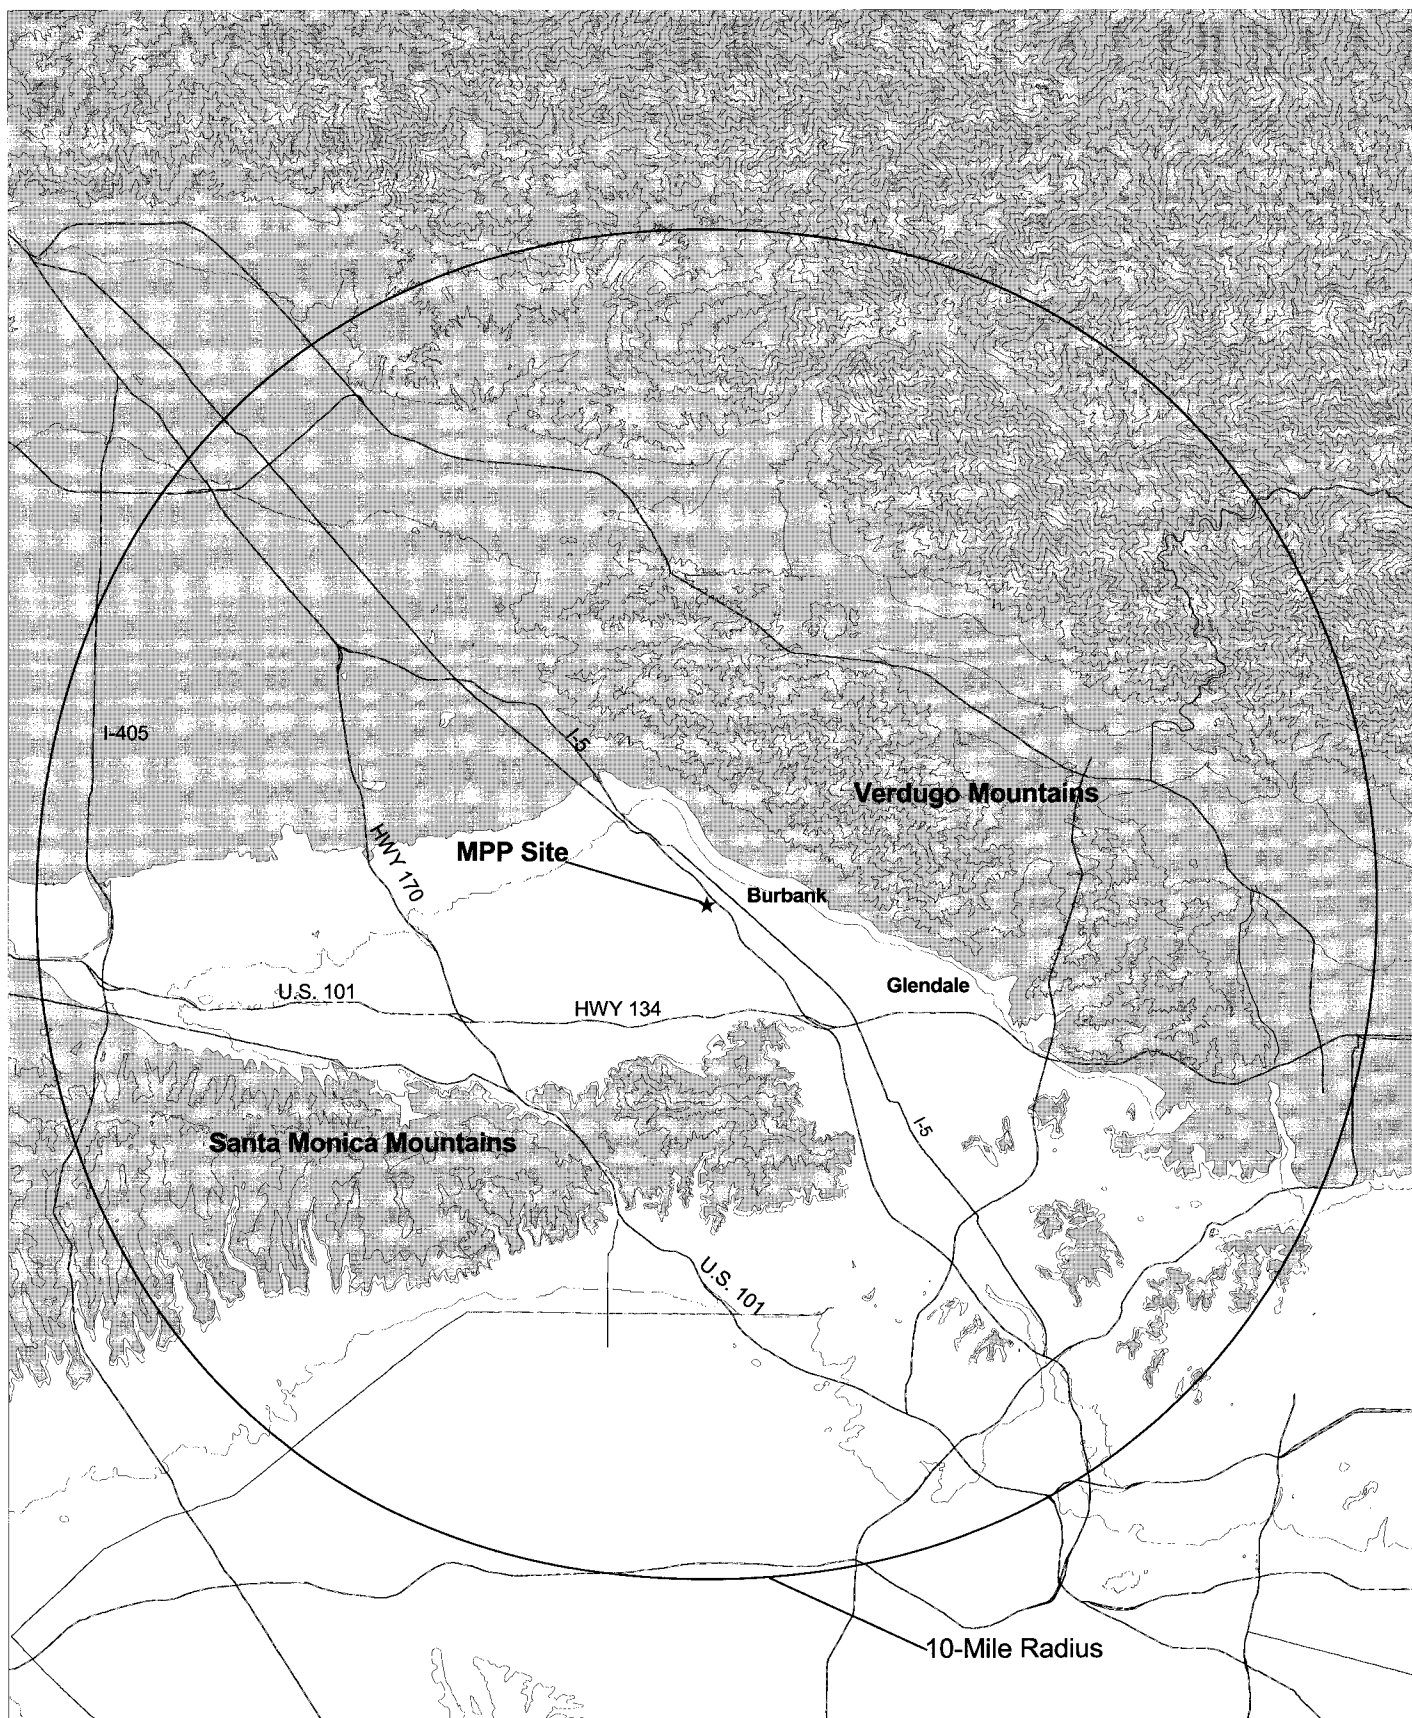 I-405
I-5
Verdugo Mountains
HWY 170
MPP Site
Burbank
Glendale
U.S. 101
HWY 134
I-5
Santa Monica Mountains
U.S. 101
10-Mile Radius